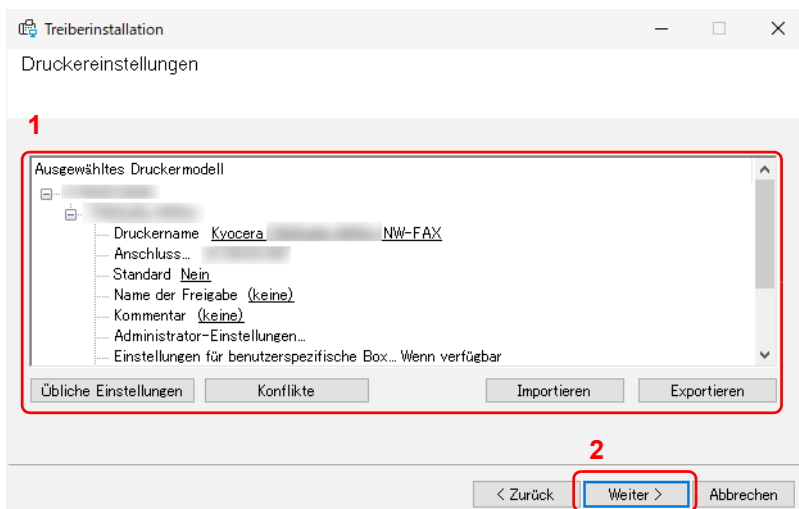 Treiberinstallation
Druckereinstellungen
1
Ausgewähltes Druckermodell
Druckername Kyocera NW-FAX
Anschluss...
Standard Nein
Name der Freigabe (keine)
Kommentar (keine)
Administrator-Einstellungen...
Einstellungen für benutzerspezifische Box... Wenn verfügbar
Übliche Einstellungen Konflikte Importieren Exportieren
2
< Zurück Weiter > Abbrechen